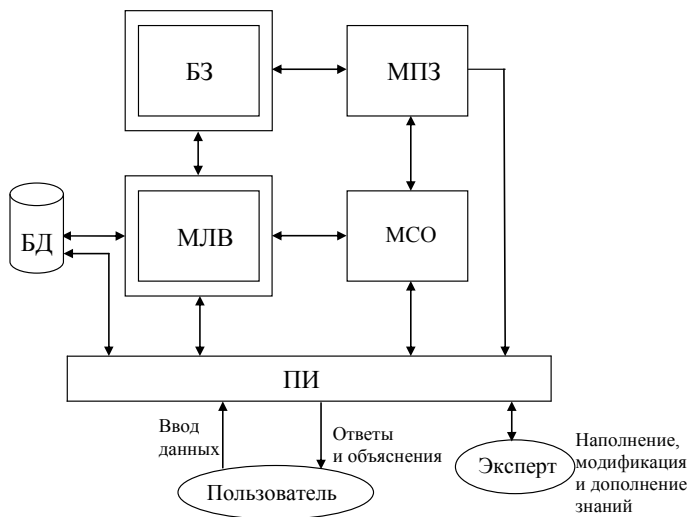 БЗ
МПЗ
БД
МЛВ
МСО
ПИ
Ввод
данных
Ответы
и объяснения
Пользователь
Эксперт
Наполнение,
модификация
и дополнение
знаний